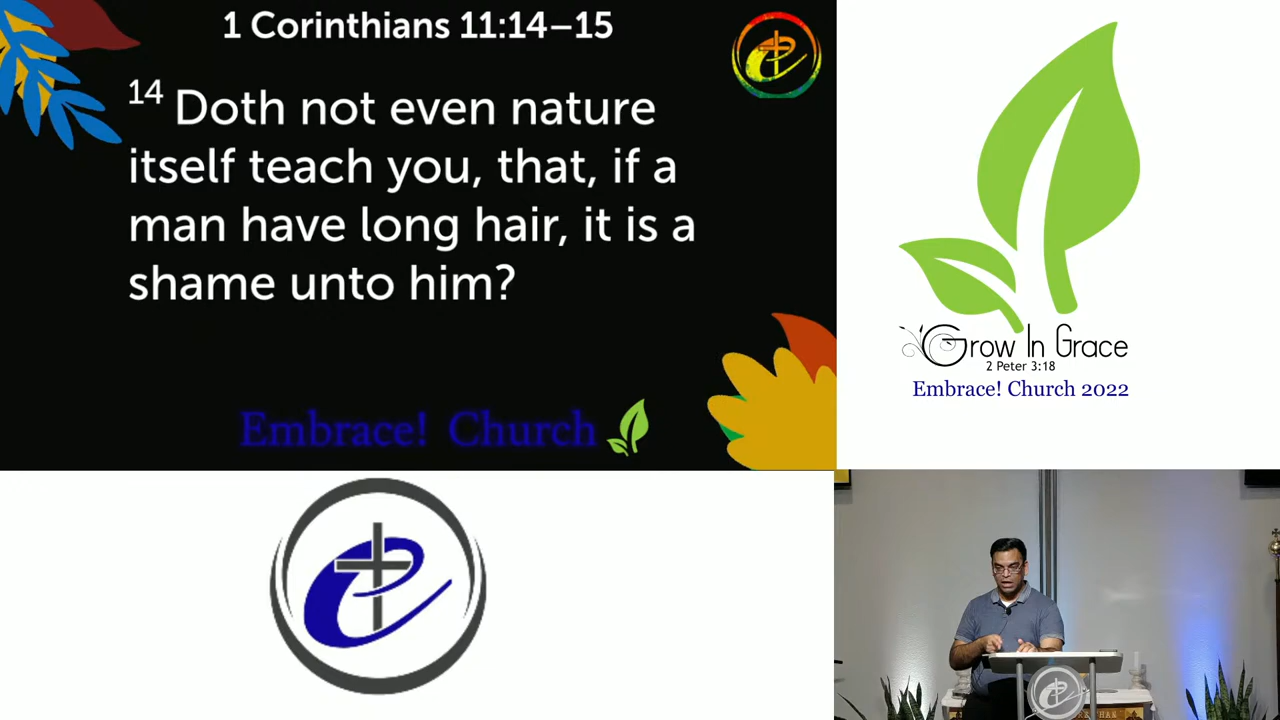 1 Corinthians 11:14–15
14 Doth not even nature
itself teach you, that, if a
man have long hair, it is a
shame unto him?
Embrace! Church
Grow In Grace
2 Peter 3:18
Embrace! Church 2022